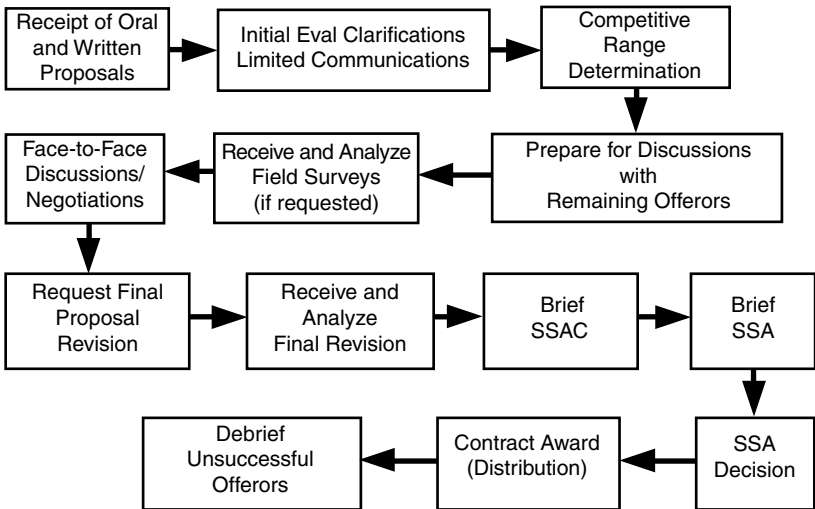 Receipt of Oral
and Written
Proposals
Initial Eval Clarifications
Limited Communications
Competitive
Range
Determination
Prepare for Discussions
with
Remaining Offerors
Receive and Analyze
Field Surveys
(if requested)
Face-to-Face
Discussions/
Negotiations
Request Final
Proposal
Revision
Receive and
Analyze
Final Revision
Brief
SSAC
Brief
SSA
SSA
Decision
Contract Award
(Distribution)
Debrief
Unsuccessful
Offerors